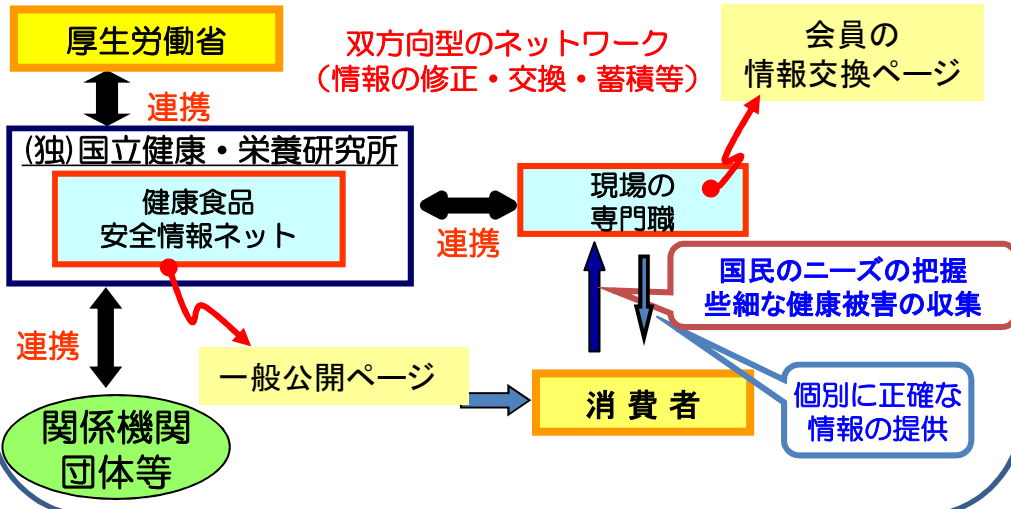 厚生労働省
双方向型のネットワーク
（情報の修正・交換・蓄積等）
会員の
情報交換ページ
連携
(独)国立健康・栄養研究所
健康食品
安全情報ネット
連携
現場の
専門職
国民のニーズの把握
些細な健康被害の収集
連携
一般公開ページ
消費者
個別に正確な
情報の提供
関係機関
団体等